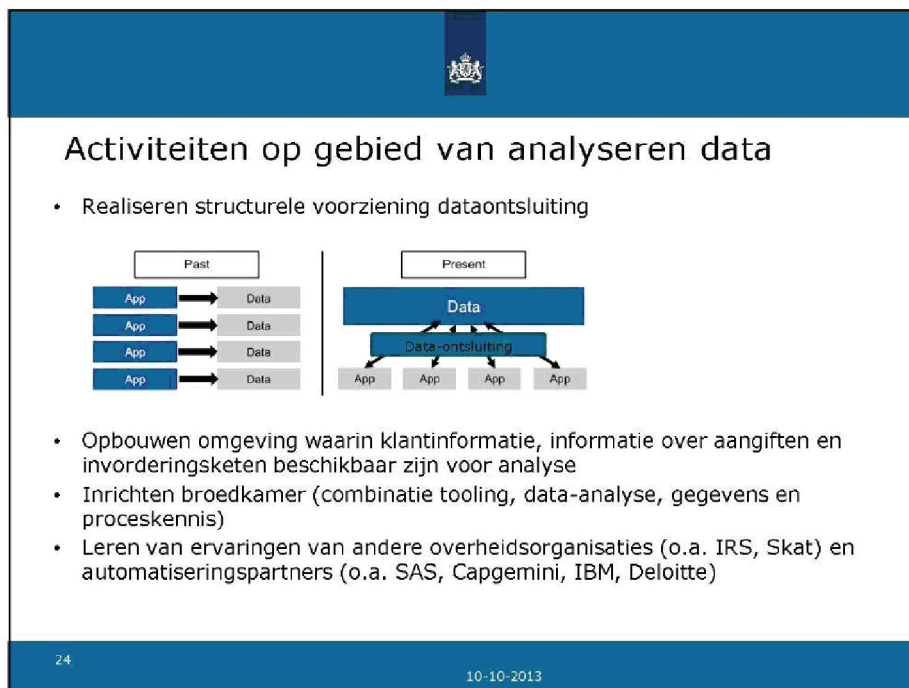 Activiteiten op gebied van analyseren data
• Realiseren structurele voorziening dataontsluiting
Past
App Data
App Data
App Data
App Data
Present
Data
Data-ontsluiting
App App App App
• Opbouwen omgeving waarin klantinformatie, informatie over aangiften en
invorderingsketen beschikbaar zijn voor analyse
• Inrichten broedkamer (combinatie tooling, data-analyse, gegevens en
proceskennis)
• Leren van ervaringen van andere overheidsorganisaties (o.a. IRS, Skat) en
automatiseringspartners (o.a. SAS, Capgemini, IBM, Deloitte)
24
10-10-2013